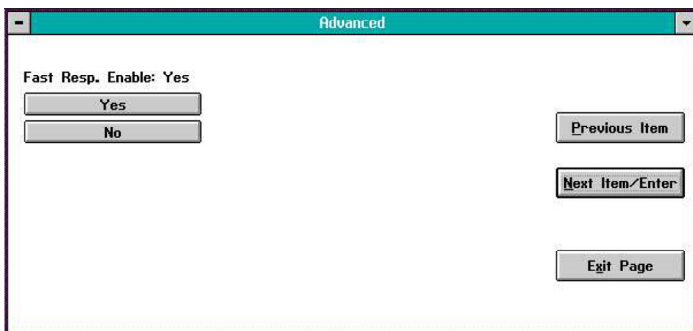 Advanced
Fast Resp. Enable: Yes
Yes
No
Previous Item
Next Item/Enter
Exit Page